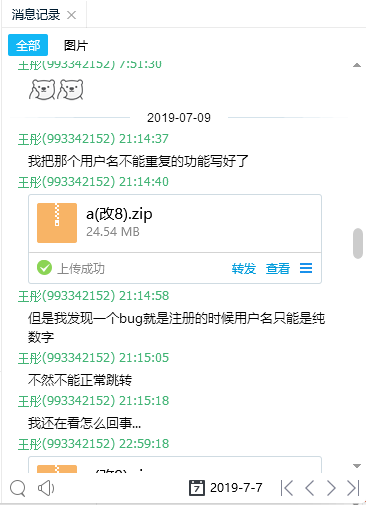 消息记录
全部 图片
王彤(993342152) 7:51:30
2019-07-09
王彤(993342152) 21:14:37
我把那个用户名不能重复的功能写好了
王彤(993342152) 21:14:40
a(改8).zip
24.54 MB
上传成功 转发 查看
王彤(993342152) 21:14:58
但是我发现一个bug就是注册的时候用户名只能是纯
数字
王彤(993342152) 21:15:05
不然不能正常跳转
王彤(993342152) 21:15:18
我还在看怎么回事...
王彤(993342152) 22:59:18
7 2019-7-7